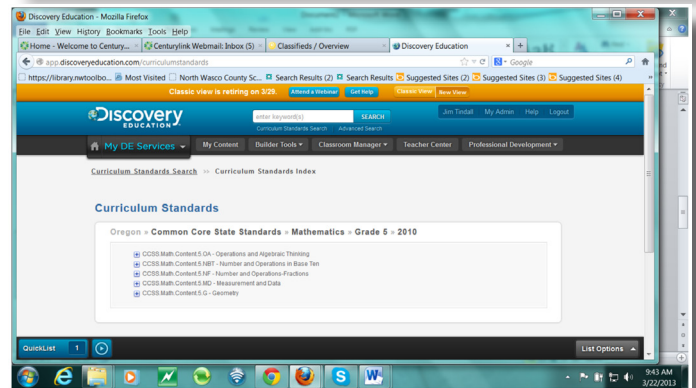 Discovery Education - Mozilla Firefox
File Edit View History Bookmarks Tools Help
Home - Welcome to Century...
Centurylink Webmail: Inbox (5)
Classifieds / Overview
Discovery Education
app.discoveryeducation.com/curriculumstandards
Google
https://library.nwtoolbo... Most Visited North Wasco County Sc... Search Results (2) Search Results Suggested Sites (2) Suggested Sites (3) Suggested Sites (4)
Classic view is retiring on 3/29. Attend a Webinar Get Help Classic View New View
Discovery
EDUCATION
enter keyword(s) SEARCH
Curriculum Standards Search Advanced Search
Jim Tindall My Admin Help Logout
My DE Services My Content Builder Tools Classroom Manager Teacher Center Professional Development
Curriculum Standards Search » Curriculum Standards Index
Curriculum Standards
Oregon » Common Core State Standards » Mathematics » Grade 5 » 2010
CCSS.Math.Content.5.OA - Operations and Algebraic Thinking
CCSS.Math.Content.5.NBT - Number and Operations in Base Ten
CCSS.Math.Content.5.NF - Number and Operations-Fractions
CCSS.Math.Content.5.MD - Measurement and Data
CCSS.Math.Content.5.G - Geometry
QuickList 1
List Options
9:43 AM
3/22/2013